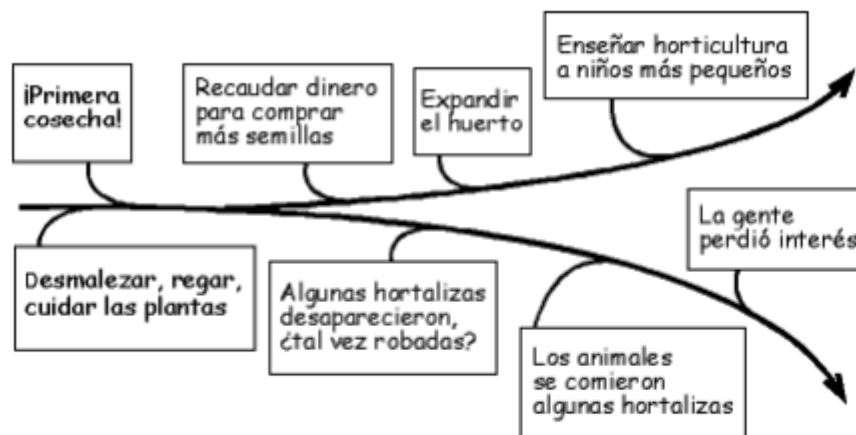 ¡Primera
cosecha!
Recaudar dinero
para comprar
más semillas
Expandir
el huerto
Enseñar horticultura
a niños más pequeños
Desmalezar, regar,
cuidar las plantas
Algunas hortalizas
desaparecieron,
¿tal vez robadas?
Los animales
se comieron
algunas hortalizas
La gente
perdió interés